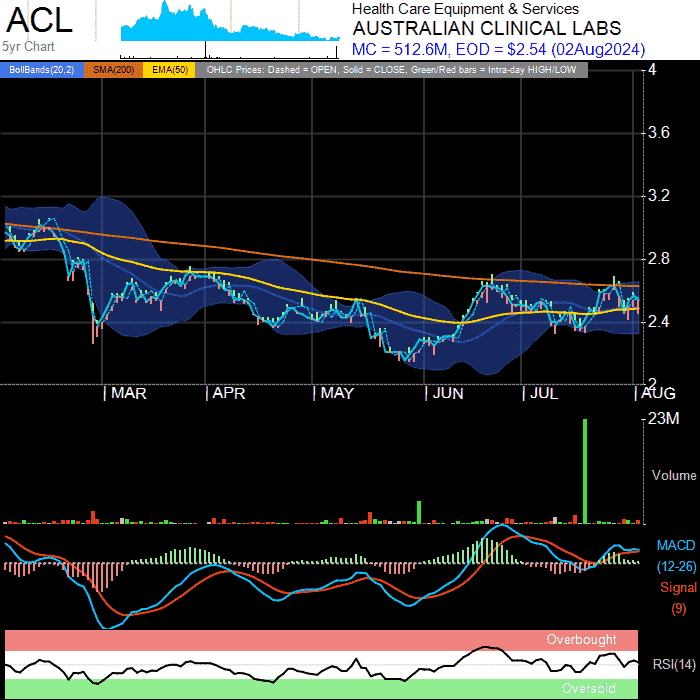 ACL
5yr Chart
Health Care Equipment & Services
AUSTRALIAN CLINICAL LABS
MC = 512.6M, EOD = $2.54 (02Aug2024)
BollBands(20,2) SMA(200) EMA(50) OHLC Prices: Dashed = OPEN, Solid = CLOSE, Green/Red bars = Intra-day HIGH/LOW
4
3.6
3.2
2.8
2.4
2
MAR APR MAY JUN JUL AUG
23M
Volume
MACD
(12-26)
Signal
(9)
Overbought
RSI(14)
Oversold